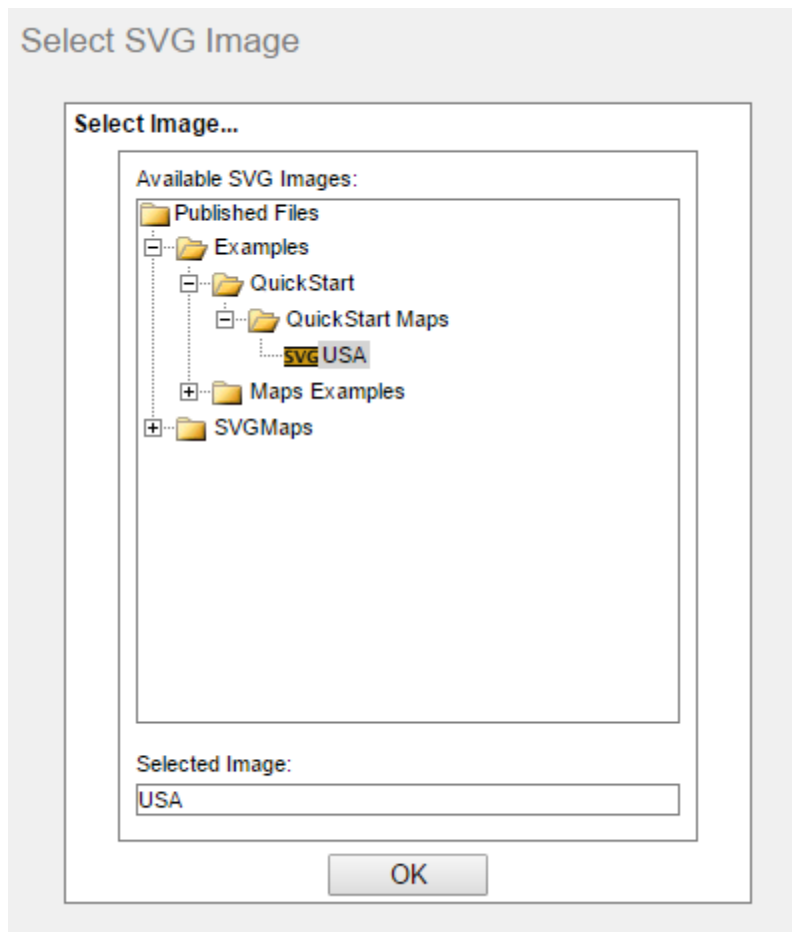 Select SVG Image
Select Image...
Available SVG Images:
Published Files
Examples
QuickStart
QuickStart Maps
SVG USA
Maps Examples
SVGMaps
Selected Image:
USA
OK